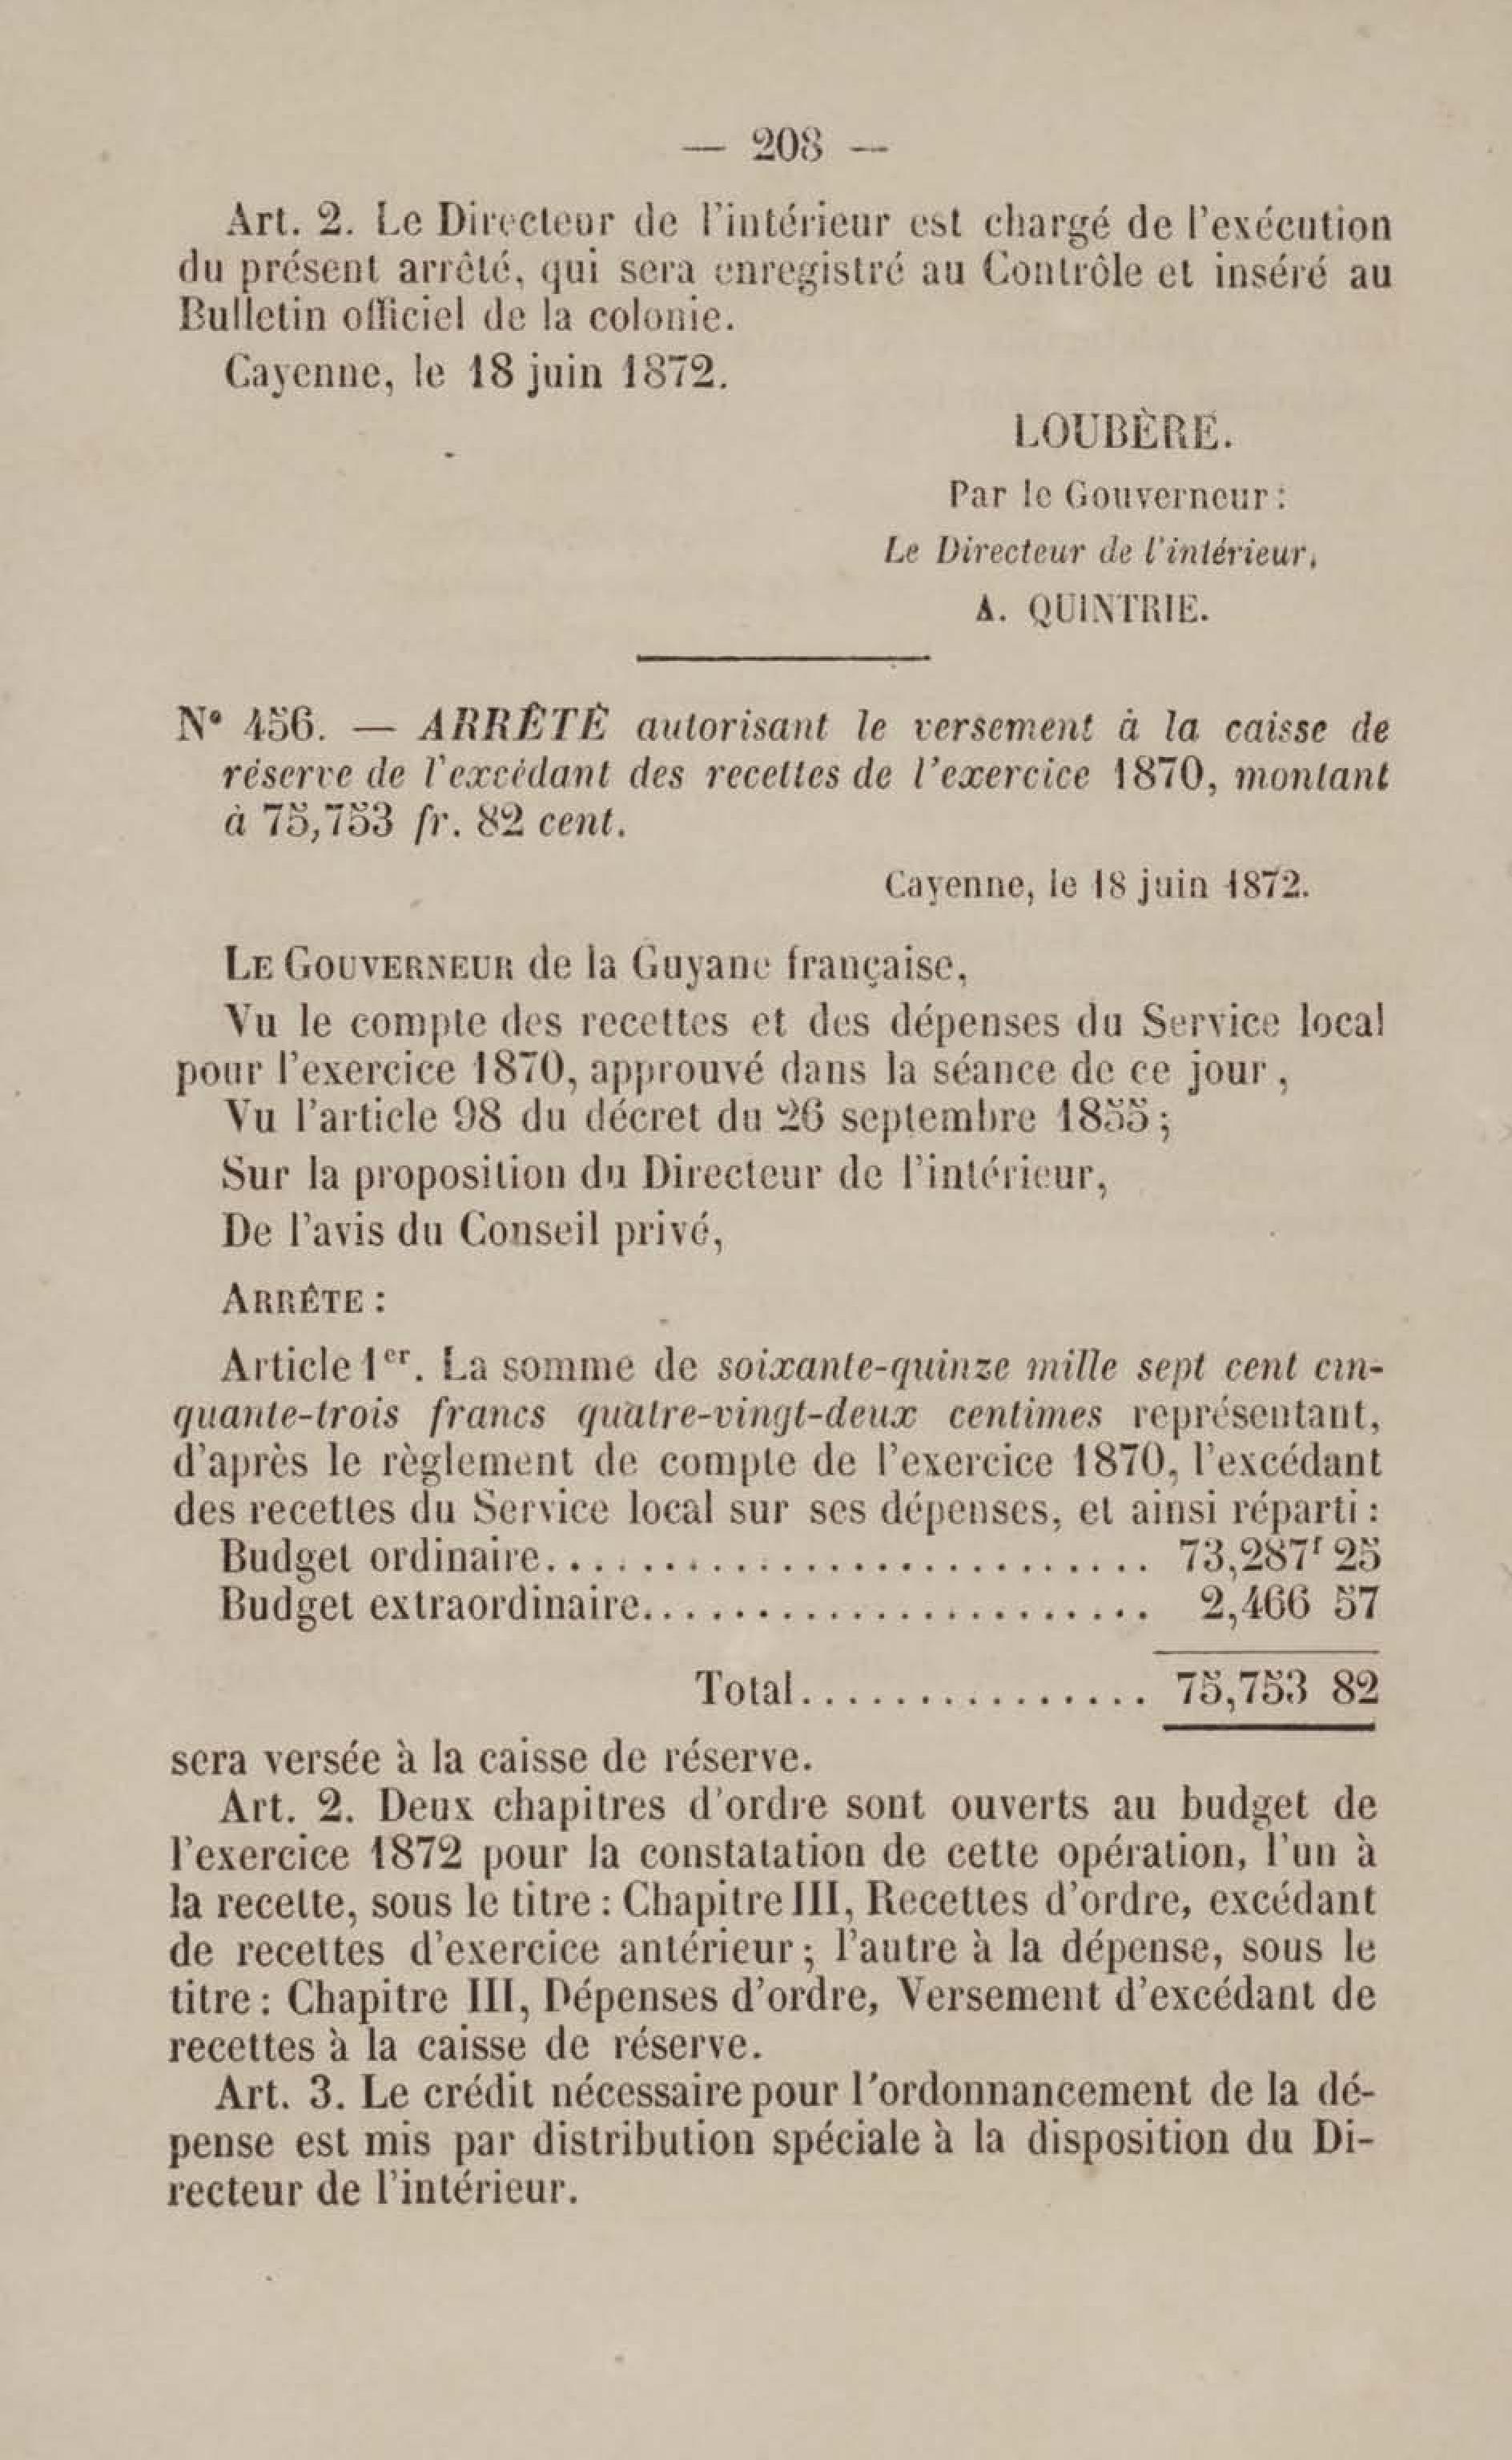 — 208 —
Art. 2. Le Directeur de l'intérieur est chargé de l'exécution
du présent arrêté, qui sera enregistré au Contrôle et inséré au
Bulletin officiel de la colonie.
Cayenne, le 18 juin 1872.
LOUBÈRE.
Par le Gouverneur :
Le Directeur de l'intérieur,
A. QUINTRIE.
N° 456. — ARRÊTÉ autorisant le versement à la caisse de
réserve de l'excédant des recettes de l'exercice 1870, montant
à 75,753 fr. 82 cent.
Cayenne, le 18 juin 1872.
LE GOUVERNEUR de la Guyane française,
Vu le compte des recettes et des dépenses du Service local
pour l'exercice 1870, approuvé dans la séance de ce jour,
Vu l'article 98 du décret du 26 septembre 1855 ;
Sur la proposition du Directeur de l'intérieur,
De l'avis du Conseil privé,
ARRÊTE :
Article 1er. La somme de soixante-quinze mille sept cent cin-
quante-trois francs quatre-vingt-deux centimes représentant,
d'après le règlement de compte de l'exercice 1870, l'excédant
des recettes du Service local sur ses dépenses, et ainsi réparti :
Budget ordinaire.......................... 73,287f 25
Budget extraordinaire...................... 2,466 57
Total............... 75,753 82
sera versée à la caisse de réserve.
Art. 2. Deux chapitres d'ordre sont ouverts au budget de
l'exercice 1872 pour la constatation de cette opération, l'un à
la recette, sous le titre : Chapitre III, Recettes d'ordre, excédant
de recettes d'exercice antérieur ; l'autre à la dépense, sous le
titre : Chapitre III, Dépenses d'ordre, Versement d'excédant de
recettes à la caisse de réserve.
Art. 3. Le crédit nécessaire pour l'ordonnancement de la dé-
pense est mis par distribution spéciale à la disposition du Di-
recteur de l'intérieur.